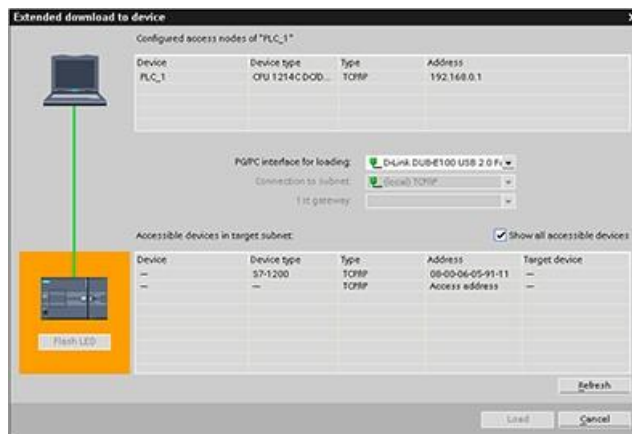 Extended download to device
Configured access nodes of "PLC_1"
Device Device type Type Address
PLC_1 CPU 1214C DC/D... TCP/IP 192.168.0.1
PG/PC interface for loading: D-Link DUB-E100 USB 2.0 F
Connection to subnet: (local) TCP/IP
1st gateway:
Accessible devices in target subnet: Show all accessible devices
Device Device type Type Address Target device
— S7-1200 TCP/IP 08-00-06-05-91-11 —
— — TCP/IP Access address —
Flash LED
Refresh
Load Cancel